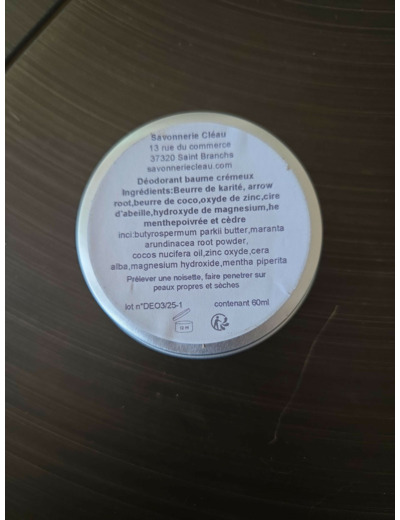 Savonnerie Cléau
13 rue du commerce
37320 Saint Branchs
savonneriecleau.com
Déodorant baume crémeux
Ingrédients:Beurre de karité, arrow
root,beurre de coco,oxyde de zinc,cire
d'abeille,hydroxyde de magnesium,he
menthepoivrée et cèdre
inci:butyrospermum parkii butter,maranta
arundinacea root powder,
cocos nucifera oil,zinc oxyde,cera
alba,magnesium hydroxide,mentha piperita
Prélever une noisette, faire penetrer sur
peaux propres et sèches
lot n°DEO3/25-1 contenant 60ml